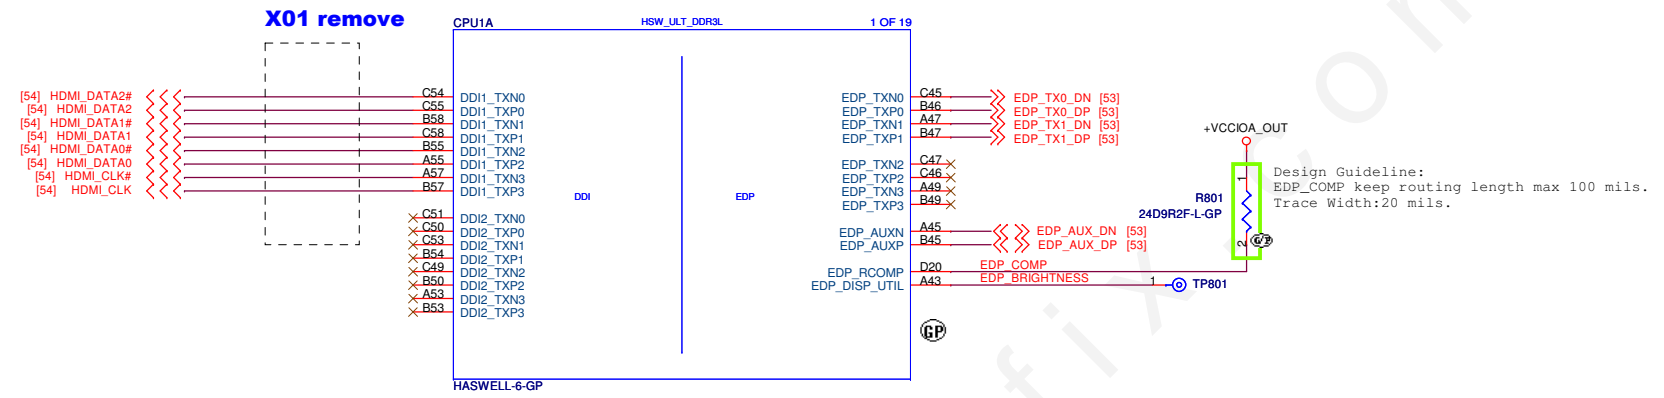 X01 remove
CPU1A HSW_ULT_DDR3L 1 OF 19
[54] HDMI_DATA2# C54 DDI1_TXN0
[54] HDMI_DATA2 C55 DDI1_TXP0
[54] HDMI_DATA1# B58 DDI1_TXN1
[54] HDMI_DATA1 C58 DDI1_TXP1
[54] HDMI_DATA0# B55 DDI1_TXN2
[54] HDMI_DATA0 A55 DDI1_TXP2
[54] HDMI_CLK# A57 DDI1_TXN3
[54] HDMI_CLK B57 DDI1_TXP3
C51 DDI2_TXN0
C50 DDI2_TXP0
C53 DDI2_TXN1
B54 DDI2_TXP1
C49 DDI2_TXN2
B50 DDI2_TXP2
A53 DDI2_TXN3
B53 DDI2_TXP3
DDI EDP
EDP_TXN0 C45 EDP_TX0_DN [53]
EDP_TXP0 B46 EDP_TX0_DP [53]
EDP_TXN1 A47 EDP_TX1_DN [53]
EDP_TXP1 B47 EDP_TX1_DP [53]
EDP_TXN2 C47
EDP_TXP2 C46
EDP_TXN3 A49
EDP_TXP3 B49
EDP_AUXN A45 EDP_AUX_DN [53]
EDP_AUXP B45 EDP_AUX_DP [53]
EDP_RCOMP D20 EDP_COMP
EDP_DISP_UTIL A43 EDP_BRIGHTNESS 1 TP801
GP
HASWELL-6-GP
+VCCIOA_OUT
1
R801
24D9R2F-L-GP
2
Design Guideline:
EDP_COMP keep routing length max 100 mils.
Trace Width:20 mils.